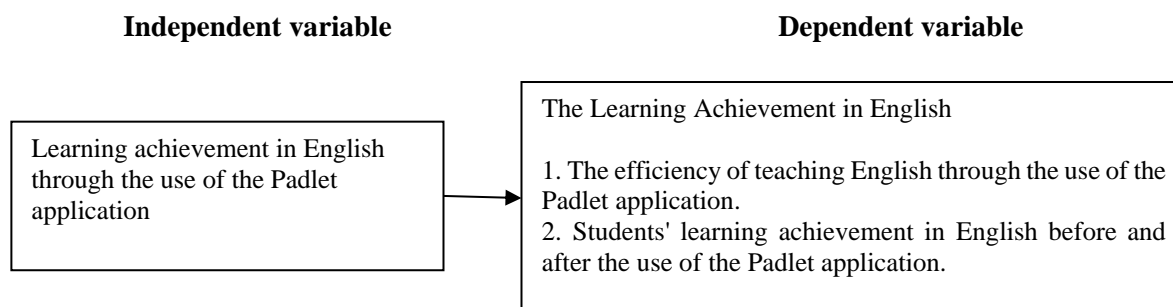 Independent variable
Dependent variable
Learning achievement in English
through the use of the Padlet
application
The Learning Achievement in English
1. The efficiency of teaching English through the use of the
Padlet application.
2. Students' learning achievement in English before and
after the use of the Padlet application.